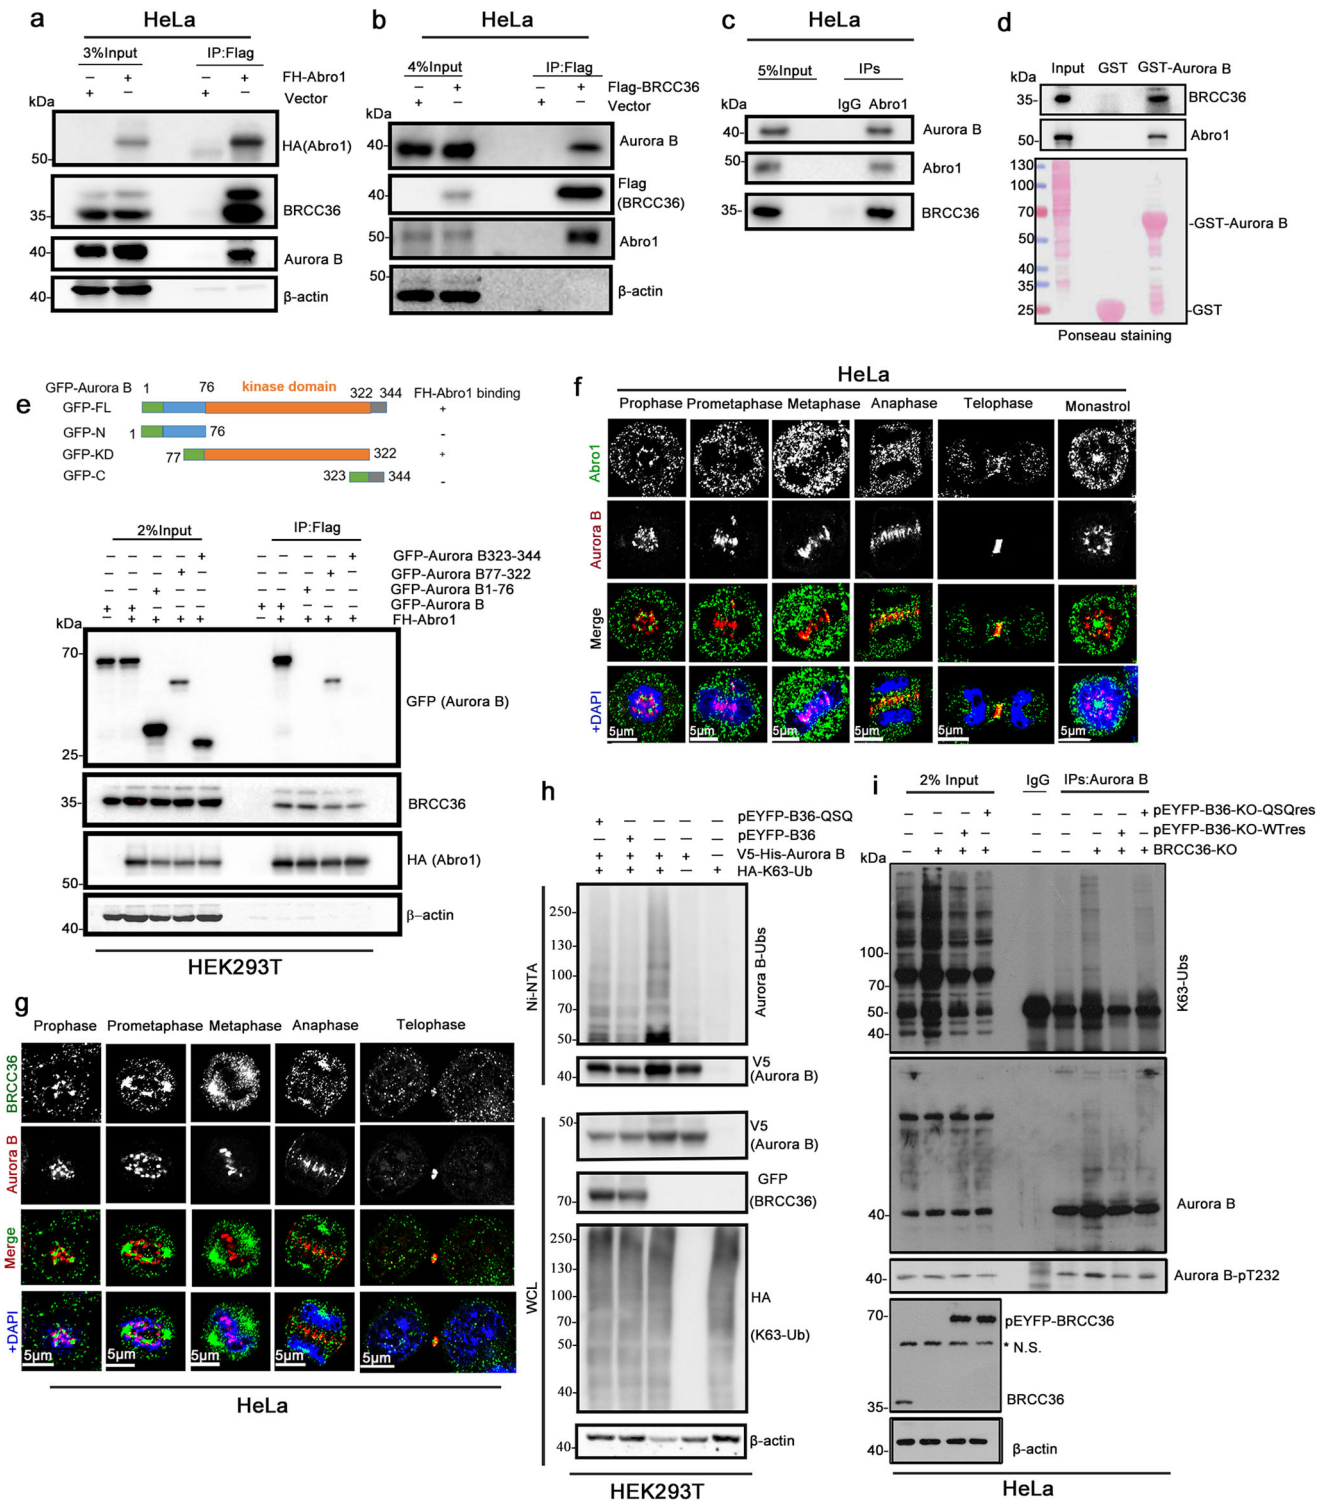 a
HeLa
3%Input IP:Flag
– + – + FH-Abro1
+ – + – Vector
kDa
50- HA(Abro1)
35- BRCC36
40- Aurora B
40- β-actin
b
HeLa
4%Input IP:Flag
– + – + Flag-BRCC36
+ – + – Vector
kDa
40- Aurora B
40- Flag
(BRCC36)
50- Abro1
50-
β-actin
c
HeLa
5%Input IPs
kDa IgG Abro1
40- Aurora B
50- Abro1
35- BRCC36
d
kDa Input GST GST-Aurora B
35- BRCC36
50- Abro1
130
100
70 -GST-Aurora B
50
40
35
25 -GST
Ponseau staining
e
GFP-Aurora B 1 76 kinase domain 322 344 FH-Abro1 binding
GFP-FL +
GFP-N 1 76 -
GFP-KD 77 322 +
GFP-C 323 344 -
2%Input IP:Flag
– – – – + – – – – + GFP-Aurora B323-344
– – – + – – – – + – GFP-Aurora B77-322
– – + – – – – + – – GFP-Aurora B1-76
+ + – – – + + – – – GFP-Aurora B
– + + + + – + + + + FH-Abro1
kDa
70-
GFP (Aurora B)
25-
35- BRCC36
HA (Abro1)
50-
β–actin
40-
HEK293T
f
HeLa
Prophase Prometaphase Metaphase Anaphase Telophase Monastrol
Abro1
Aurora B
Merge
+DAPI
5μm 5μm 5μm 5μm 5μm 5μm
g
Prophase Prometaphase Metaphase Anaphase Telophase
BRCC36
Aurora B
Merge
+DAPI
5μm 5μm 5μm 5μm 5μm
HeLa
h
+ – – – – pEYFP-B36-QSQ
– + – – – pEYFP-B36
+ + + + – V5-His-Aurora B
+ + + – + HA-K63-Ub
Ni-NTA
250-
130-
100-
70-
50-
Aurora B-Ubs
40- V5
(Aurora B)
WCL
50- V5
(Aurora B)
GFP
70- (BRCC36)
250-
130-
100- HA
70-
(K63-Ub)
50-
40-
40- β-actin
HEK293T
i
2% Input IgG IPs:Aurora B
– – – + – – – – + pEYFP-B36-KO-QSQres
– – + – – – – + – pEYFP-B36-KO-WTres
– + + + – – + + + BRCC36-KO
kDa
100-
70-
50-
40-
K63-Ubs
40- Aurora B
40- Aurora B-pT232
70- pEYFP-BRCC36
* N.S.
35- BRCC36
40- β-actin
HeLa